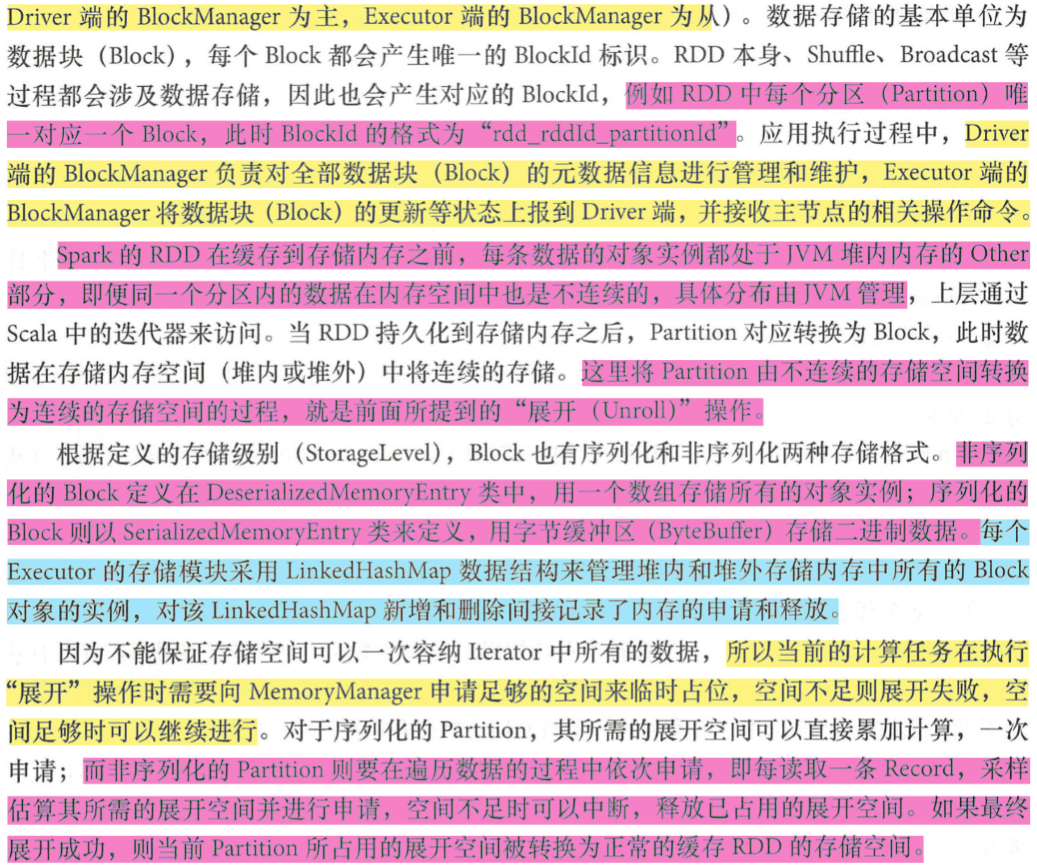 Driver 端的 BlockManager 为主，Executor 端的 BlockManager 为从）。数据存储的基本单位为
数据块（Block），每个 Block 都会产生唯一的 BlockId 标识。RDD 本身、Shuffle、Broadcast 等
过程都会涉及数据存储，因此也会产生对应的 BlockId，例如 RDD 中每个分区（Partition）唯
一对应一个 Block，此时 BlockId 的格式为“rdd_rddId_partitionId”。应用执行过程中，Driver
端的 BlockManager 负责对全部数据块（Block）的元数据信息进行管理和维护，Executor 端的
BlockManager 将数据块（Block）的更新等状态上报到 Driver 端，并接收主节点的相关操作命令。
Spark 的 RDD 在缓存到存储内存之前，每条数据的对象实例都处于 JVM 堆内内存的 Other
部分，即便同一个分区内的数据在内存空间中也是不连续的，具体分布由 JVM 管理，上层通过
Scala 中的迭代器来访问。当 RDD 持久化到存储内存之后，Partition 对应转换为 Block，此时数
据在存储内存空间（堆内或堆外）中将连续的存储。这里将 Partition 由不连续的存储空间转换
为连续的存储空间的过程，就是前面所提到的“展开（Unroll）”操作。
根据定义的存储级别（StorageLevel），Block 也有序列化和非序列化两种存储格式。非序列
化的 Block 定义在 DeserializedMemoryEntry 类中，用一个数组存储所有的对象实例；序列化的
Block 则以 SerializedMemoryEntry 类来定义，用字节缓冲区（ByteBuffer）存储二进制数据。每个
Executor 的存储模块采用 LinkedHashMap 数据结构来管理堆内和堆外存储内存中所有的 Block
对象的实例，对该 LinkedHashMap 新增和删除间接记录了内存的申请和释放。
因为不能保证存储空间可以一次容纳 Iterator 中所有的数据，所以当前的计算任务在执行
“展开”操作时需要向 MemoryManager 申请足够的空间来临时占位，空间不足则展开失败，空
间足够时可以继续进行。对于序列化的 Partition，其所需的展开空间可以直接累加计算，一次
申请；而非序列化的 Partition 则要在遍历数据的过程中依次申请，即每读取一条 Record，采样
估算其所需的展开空间并进行申请，空间不足时可以中断，释放已占用的展开空间。如果最终
展开成功，则当前 Partition 所占用的展开空间被转换为正常的缓存 RDD 的存储空间。